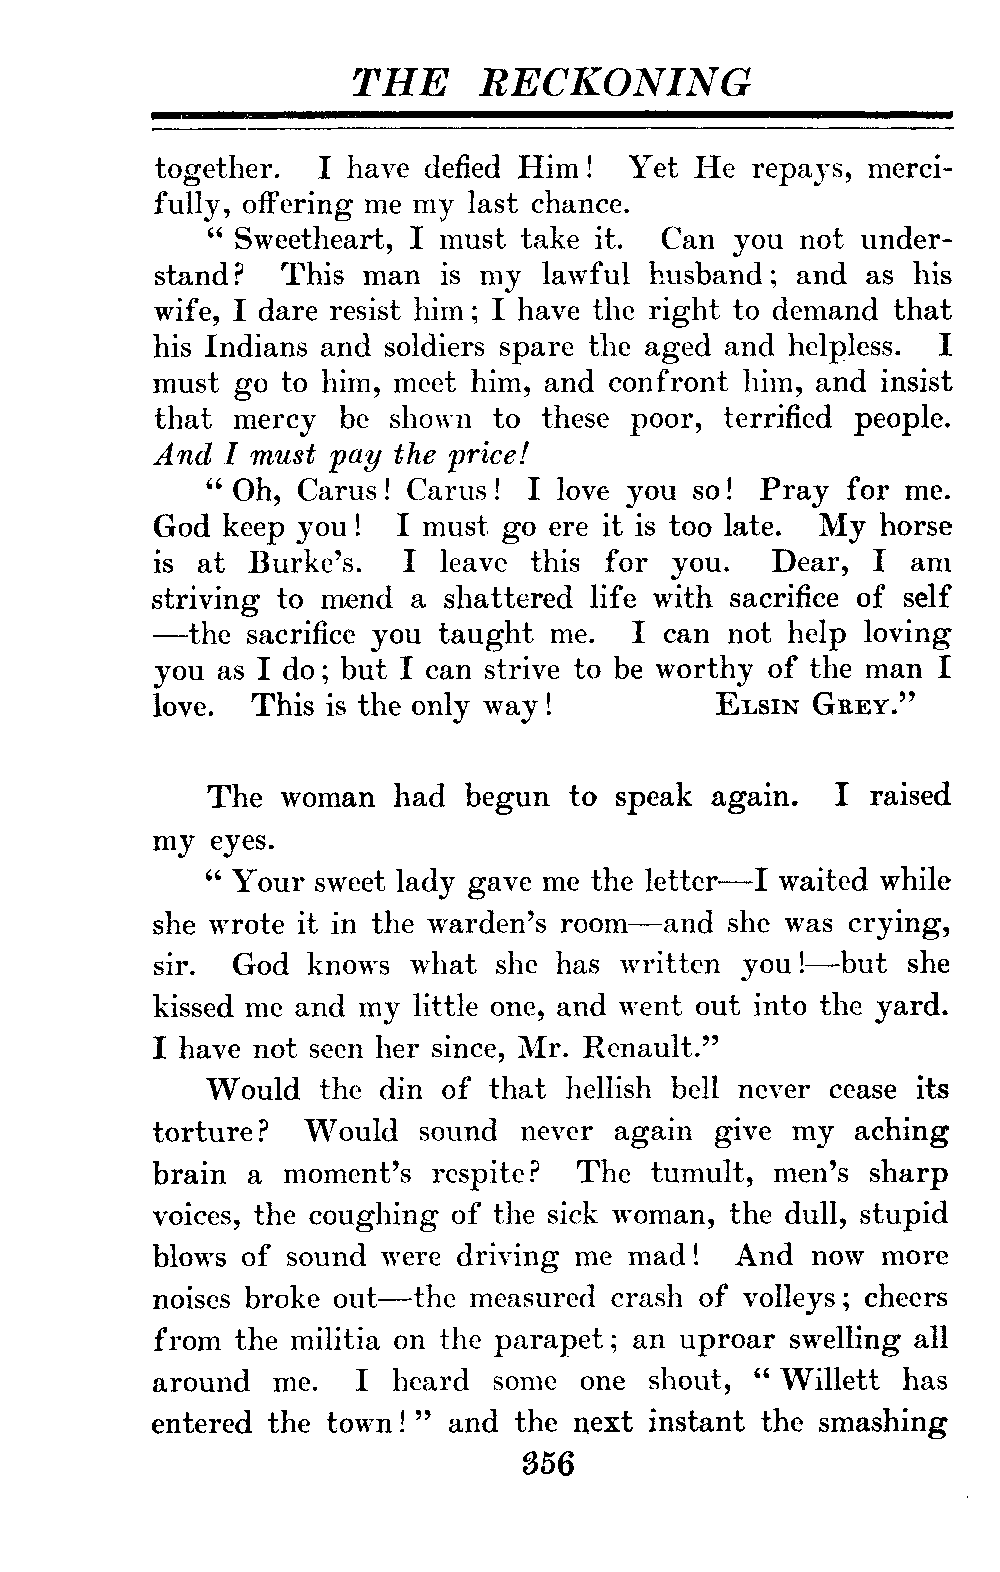 THE RECKONING
together. I have defied Him! Yet He repays, merci-
fully, offering me my last chance.
“ Sweetheart, I must take it. Can you not under-
stand? This man is my lawful husband; and as his
wife, I dare resist him; I have the right to demand that
his Indians and soldiers spare the aged and helpless. I
must go to him, meet him, and confront him, and insist
that mercy be shown to these poor, terrified people.
And I must pay the price!
“ Oh, Carus! Carus! I love you so! Pray for me.
God keep you! I must go ere it is too late. My horse
is at Burke’s. I leave this for you. Dear, I am
striving to mend a shattered life with sacrifice of self
—the sacrifice you taught me. I can not help loving
you as I do; but I can strive to be worthy of the man I
love. This is the only way! ELSIN GREY.”
The woman had begun to speak again. I raised
my eyes.
“ Your sweet lady gave me the letter—I waited while
she wrote it in the warden’s room—and she was crying,
sir. God knows what she has written you!—but she
kissed me and my little one, and went out into the yard.
I have not seen her since, Mr. Renault.”
Would the din of that hellish bell never cease its
torture? Would sound never again give my aching
brain a moment’s respite? The tumult, men’s sharp
voices, the coughing of the sick woman, the dull, stupid
blows of sound were driving me mad! And now more
noises broke out—the measured crash of volleys; cheers
from the militia on the parapet; an uproar swelling all
around me. I heard some one shout, “ Willett has
entered the town! ” and the next instant the smashing
356